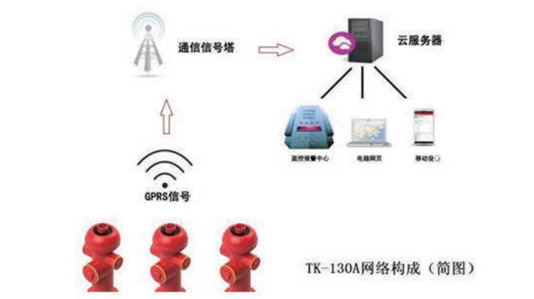 通信信号塔
云服务器
监控报警中心
电脑网页
移动设
GPRS信号
TK-130A网络构成（简图）